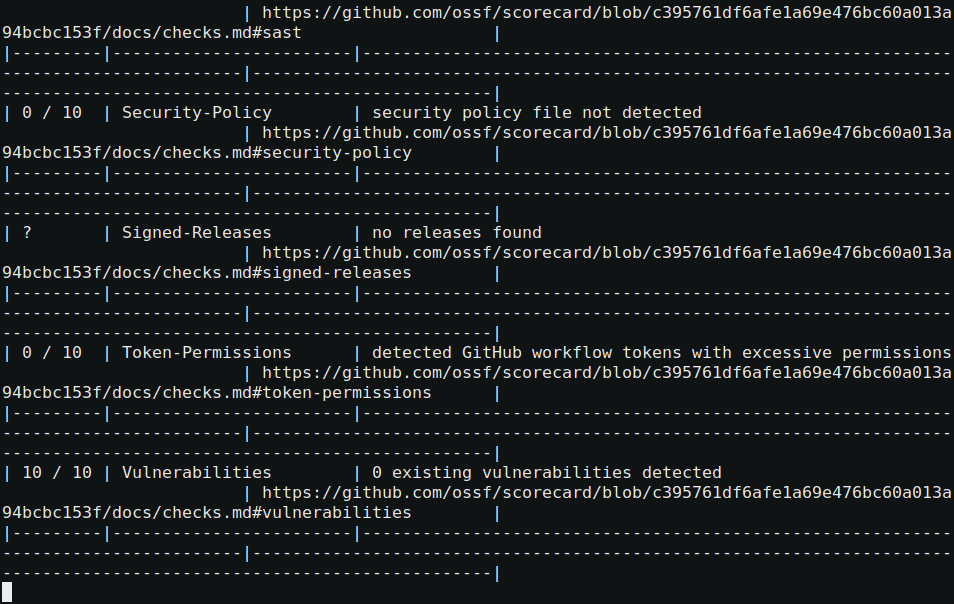 | https://github.com/ossf/scorecard/blob/c395761df6afe1a69e476bc60a013a
94bcbc153f/docs/checks.md#sast                   |
|---------|------------------------|-----------------------------------------------------------
------------------------|----------------------------------------------------------------------
-------------------------------------------------|
| 0 / 10  | Security-Policy        | security policy file not detected
                        | https://github.com/ossf/scorecard/blob/c395761df6afe1a69e476bc60a013a
94bcbc153f/docs/checks.md#security-policy        |
|---------|------------------------|-----------------------------------------------------------
------------------------|----------------------------------------------------------------------
-------------------------------------------------|
| ?       | Signed-Releases        | no releases found
                        | https://github.com/ossf/scorecard/blob/c395761df6afe1a69e476bc60a013a
94bcbc153f/docs/checks.md#signed-releases        |
|---------|------------------------|-----------------------------------------------------------
------------------------|----------------------------------------------------------------------
-------------------------------------------------|
| 0 / 10  | Token-Permissions      | detected GitHub workflow tokens with excessive permissions
                        | https://github.com/ossf/scorecard/blob/c395761df6afe1a69e476bc60a013a
94bcbc153f/docs/checks.md#token-permissions      |
|---------|------------------------|-----------------------------------------------------------
------------------------|----------------------------------------------------------------------
-------------------------------------------------|
| 10 / 10 | Vulnerabilities        | 0 existing vulnerabilities detected
                        | https://github.com/ossf/scorecard/blob/c395761df6afe1a69e476bc60a013a
94bcbc153f/docs/checks.md#vulnerabilities        |
|---------|------------------------|-----------------------------------------------------------
------------------------|----------------------------------------------------------------------
-------------------------------------------------|